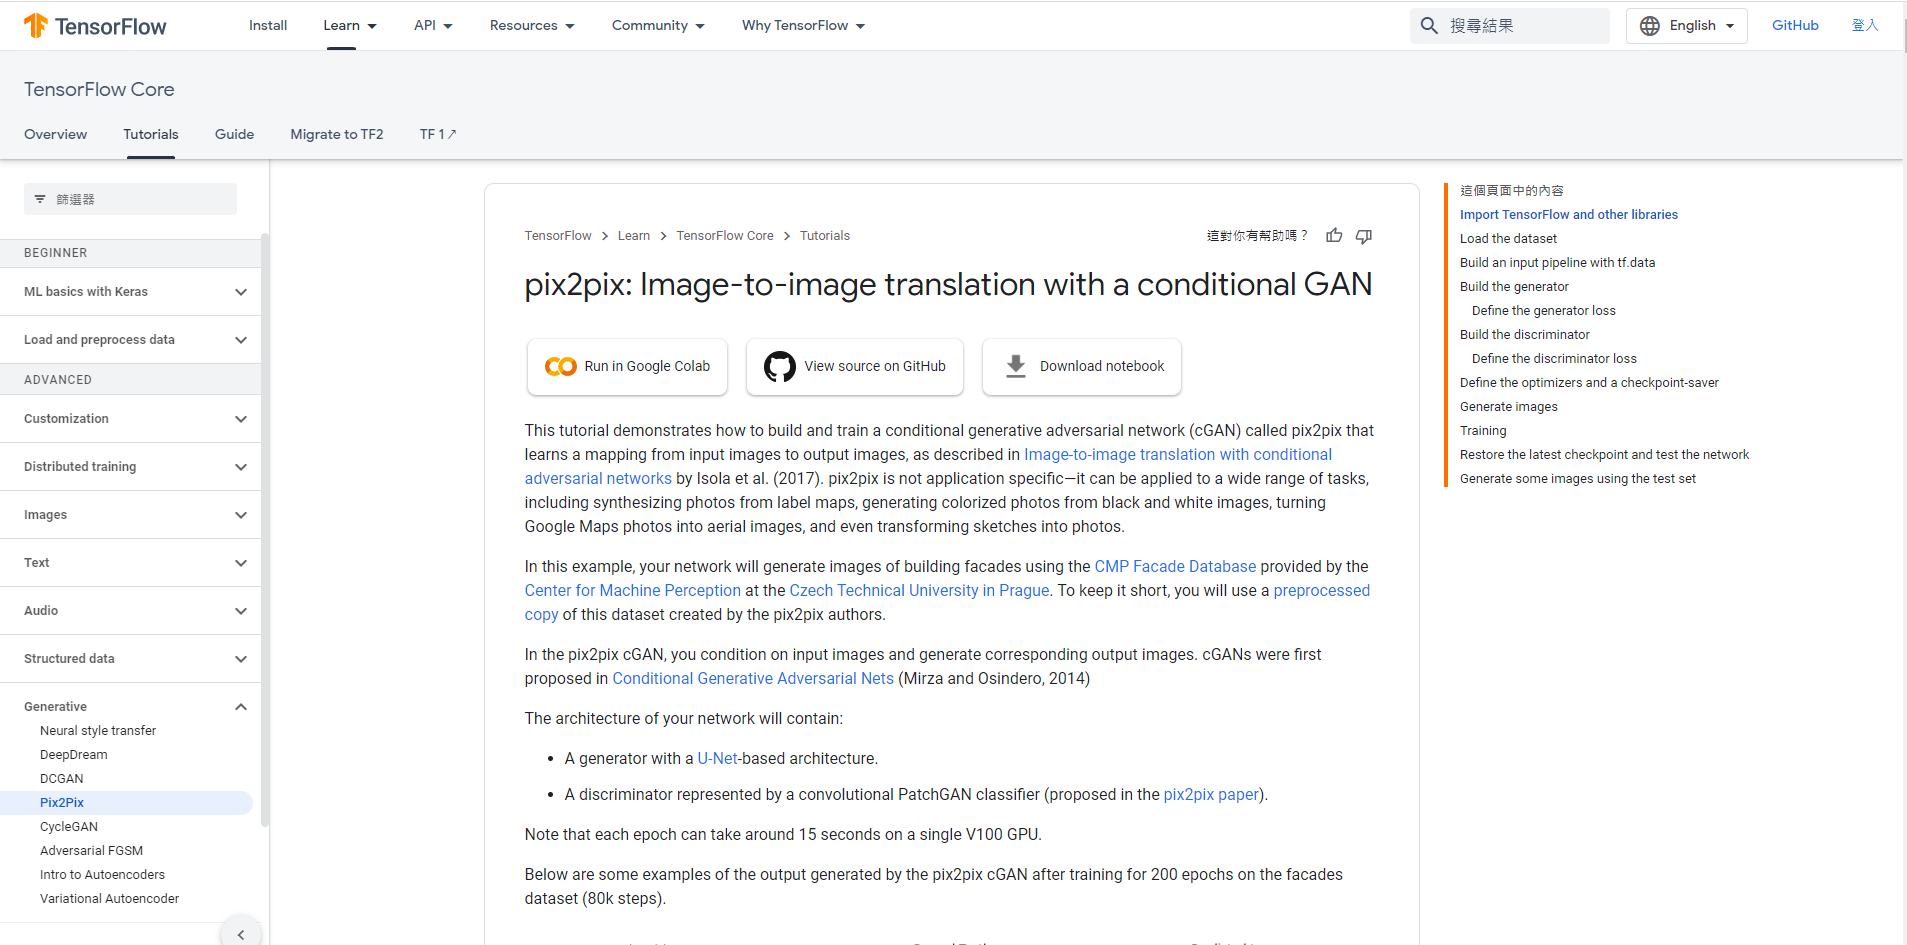 TensorFlow
Install
Learn
API
Resources
Community
Why TensorFlow
搜尋結果
English
GitHub
登入
TensorFlow Core
Overview
Tutorials
Guide
Migrate to TF2
TF 1 ↗
篩選器
BEGINNER
ML basics with Keras
Load and preprocess data
ADVANCED
Customization
Distributed training
Images
Text
Audio
Structured data
Generative
Neural style transfer
DeepDream
DCGAN
Pix2Pix
CycleGAN
Adversarial FGSM
Intro to Autoencoders
Variational Autoencoder
TensorFlow > Learn > TensorFlow Core > Tutorials
這對你有幫助嗎？
pix2pix: Image-to-image translation with a conditional GAN
Run in Google Colab
View source on GitHub
Download notebook
This tutorial demonstrates how to build and train a conditional generative adversarial network (cGAN) called pix2pix that
learns a mapping from input images to output images, as described in Image-to-image translation with conditional
adversarial networks by Isola et al. (2017). pix2pix is not application specific—it can be applied to a wide range of tasks,
including synthesizing photos from label maps, generating colorized photos from black and white images, turning
Google Maps photos into aerial images, and even transforming sketches into photos.
In this example, your network will generate images of building facades using the CMP Facade Database provided by the
Center for Machine Perception at the Czech Technical University in Prague. To keep it short, you will use a preprocessed
copy of this dataset created by the pix2pix authors.
In the pix2pix cGAN, you condition on input images and generate corresponding output images. cGANs were first
proposed in Conditional Generative Adversarial Nets (Mirza and Osindero, 2014)
The architecture of your network will contain:
• A generator with a U-Net-based architecture.
• A discriminator represented by a convolutional PatchGAN classifier (proposed in the pix2pix paper).
Note that each epoch can take around 15 seconds on a single V100 GPU.
Below are some examples of the output generated by the pix2pix cGAN after training for 200 epochs on the facades
dataset (80k steps).
這個頁面中的內容
Import TensorFlow and other libraries
Load the dataset
Build an input pipeline with tf.data
Build the generator
Define the generator loss
Build the discriminator
Define the discriminator loss
Define the optimizers and a checkpoint-saver
Generate images
Training
Restore the latest checkpoint and test the network
Generate some images using the test set